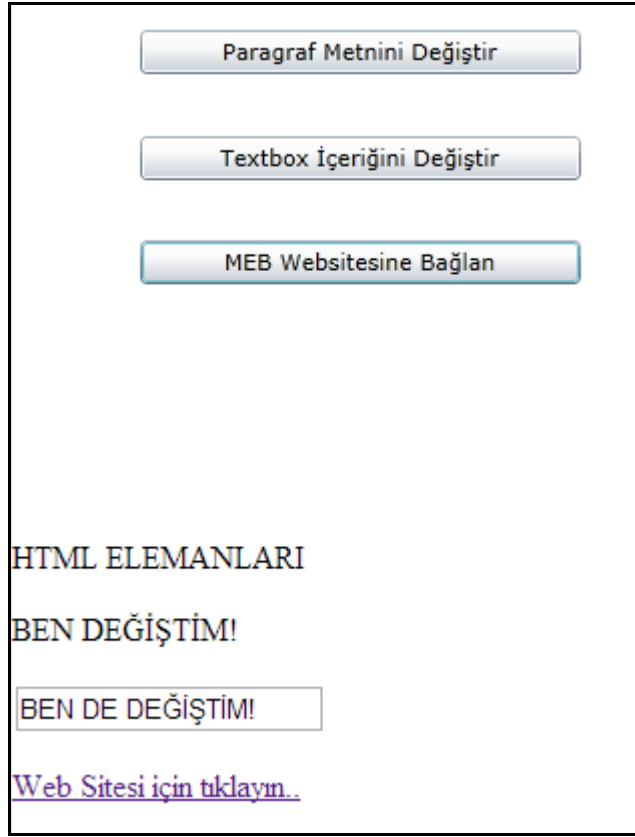 Paragraf Metnini Değiştir
Textbox İçeriğini Değiştir
MEB Websitesine Bağlan
HTML ELEMANLARI
BEN DEĞİŞTİM!
BEN DE DEĞİŞTİM!
Web Sitesi için tıklayın..